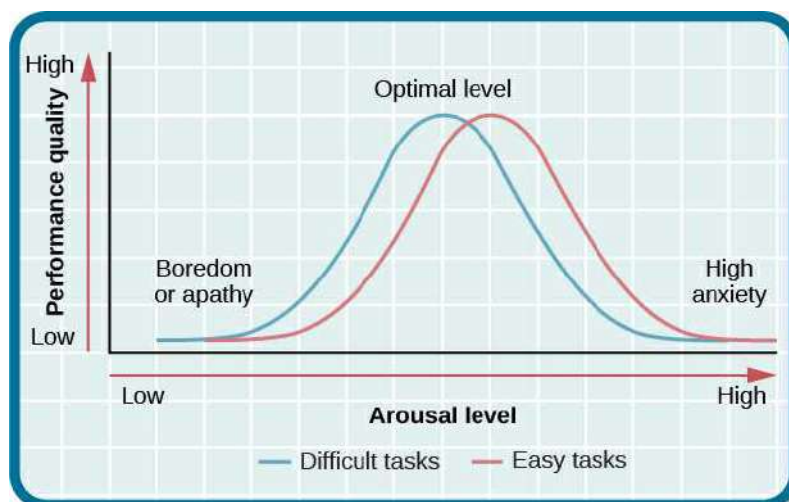 High
Optimal level
Performance quality
Boredom
or apathy
High
anxiety
Low
Low
High
Arousal level
Difficult tasks
Easy tasks